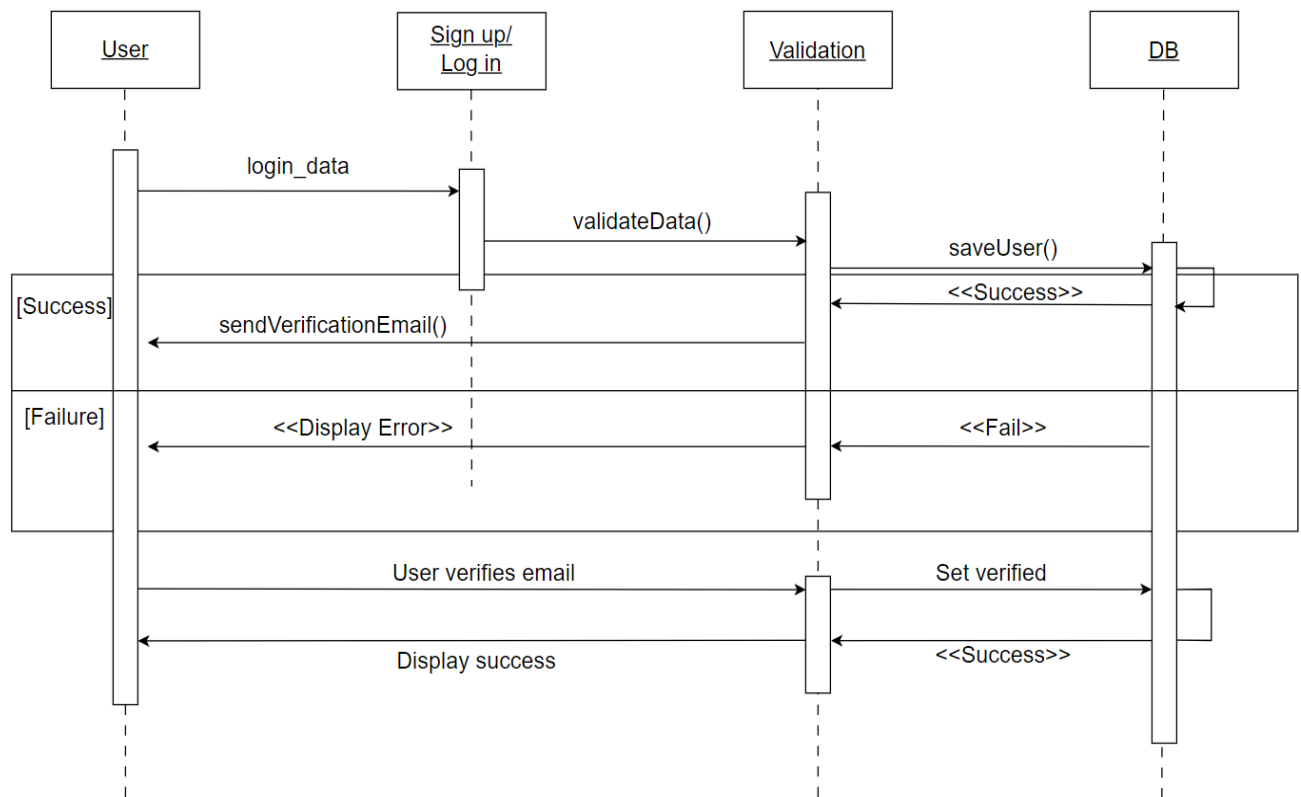 User
Sign up/
Log in
Validation
DB
login_data
validateData()
saveUser()
<<Success>>
[Success]
sendVerificationEmail()
[Failure]
<<Display Error>>
<<Fail>>
User verifies email
Set verified
Display success
<<Success>>